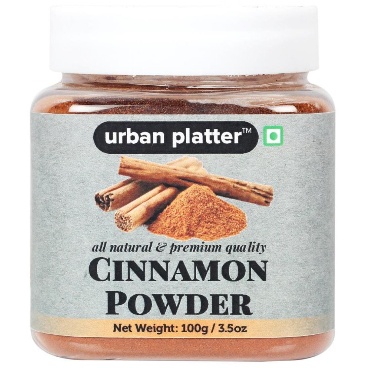 urban platter™
all natural & premium quality
CINNAMON
POWDER
Net Weight: 100g / 3.5oz